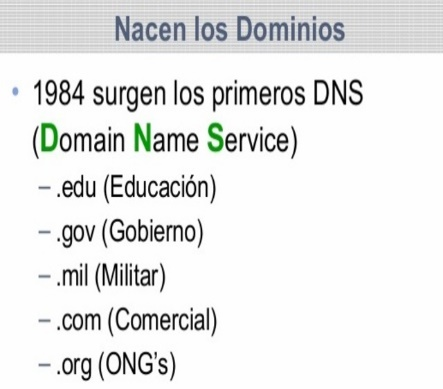 Nacen los Dominios
• 1984 surgen los primeros DNS
(Domain Name Service)
– .edu (Educación)
– .gov (Gobierno)
– .mil (Militar)
– .com (Comercial)
– .org (ONG's)